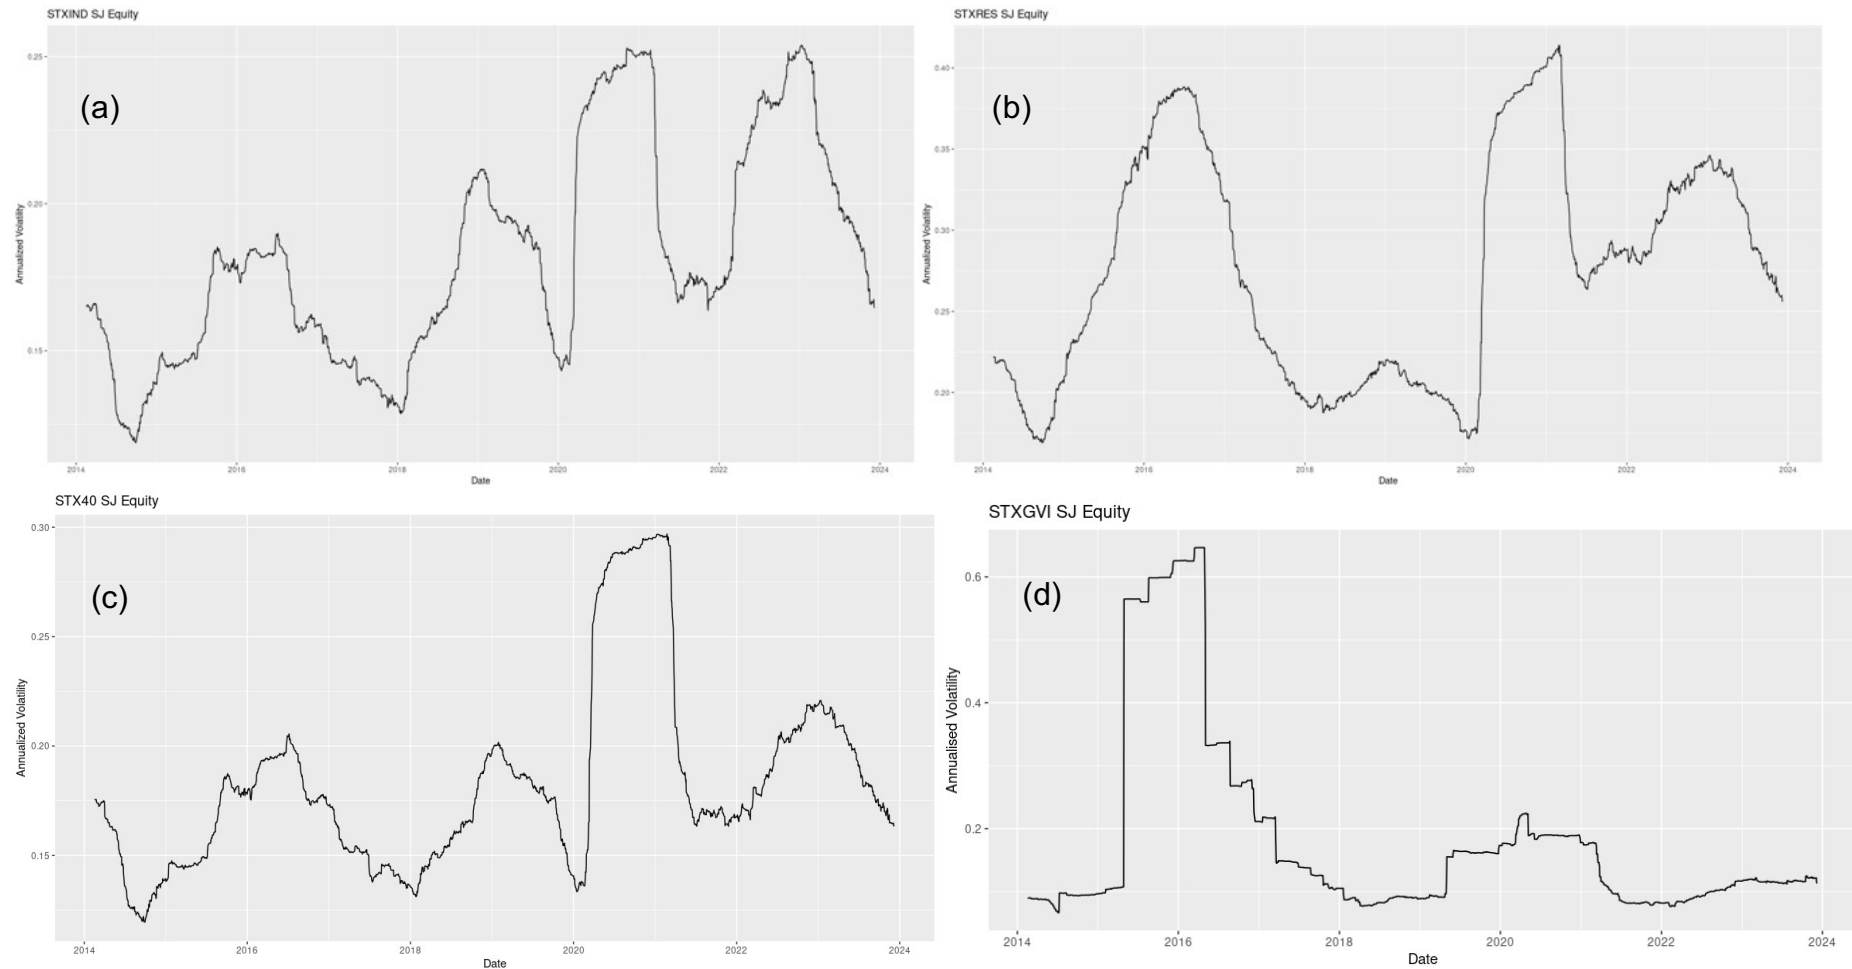 STXIND SJ Equity
(a)
Annualized Volatility
0.25
0.20
0.15
2014 2016 2018 2020 2022 2024
Date
STXRES SJ Equity
(b)
Annualized Volatility
0.40
0.35
0.30
0.25
0.20
2014 2016 2018 2020 2022 2024
Date
STX40 SJ Equity
(c)
Annualized Volatility
0.30
0.25
0.20
0.15
2014 2016 2018 2020 2022 2024
Date
STXGVI SJ Equity
(d)
Annualised Volatility
0.6
0.4
0.2
2014 2016 2018 2020 2022 2024
Date